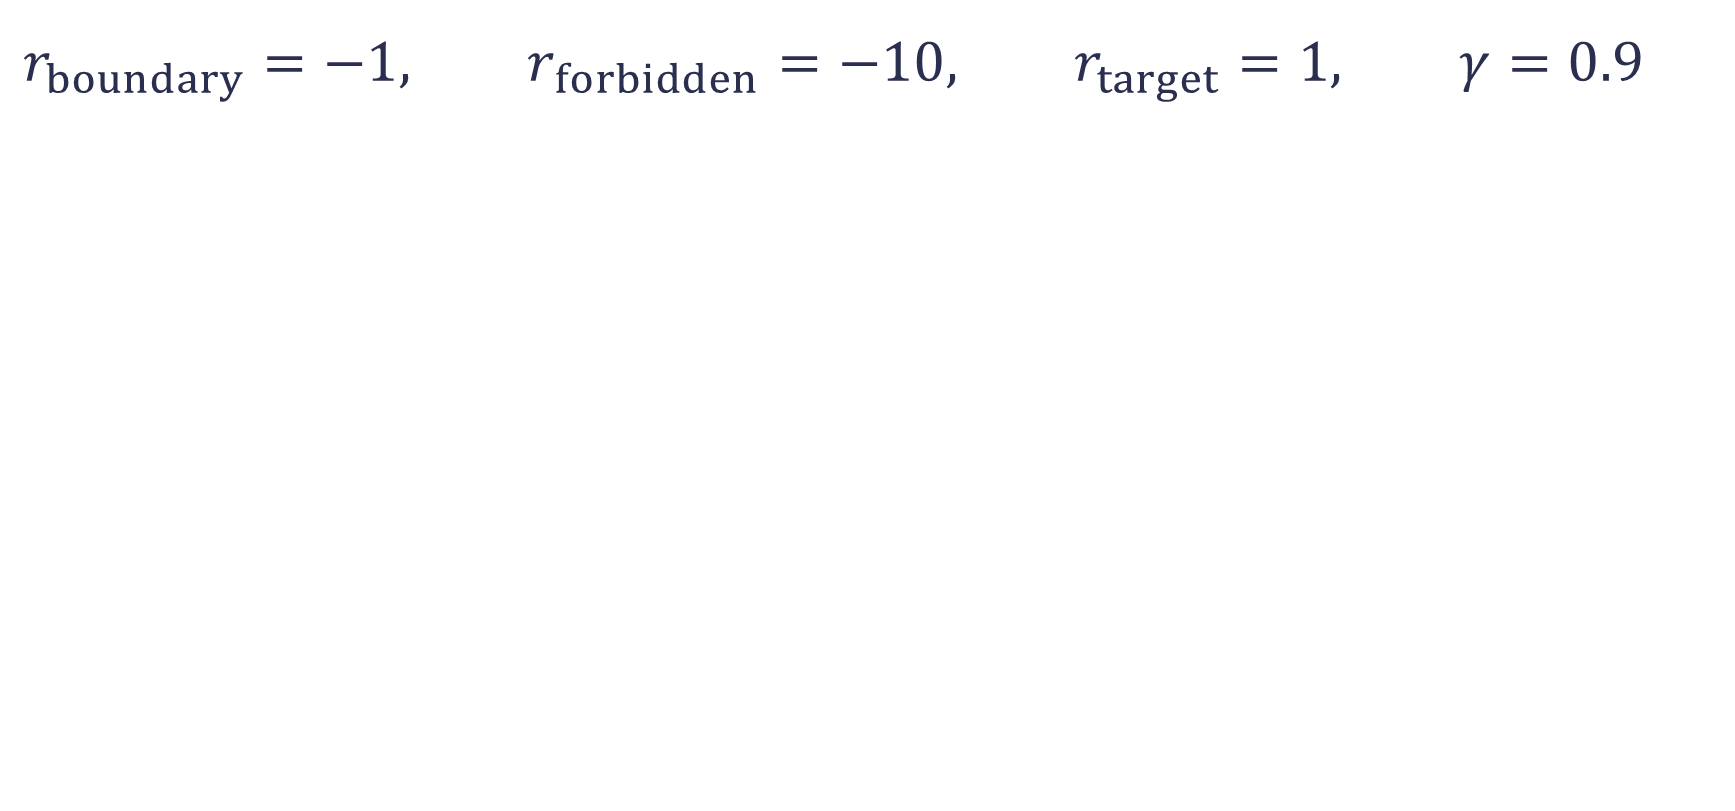 r_boundary = −1, r_forbidden = −10, r_target = 1, γ = 0.9